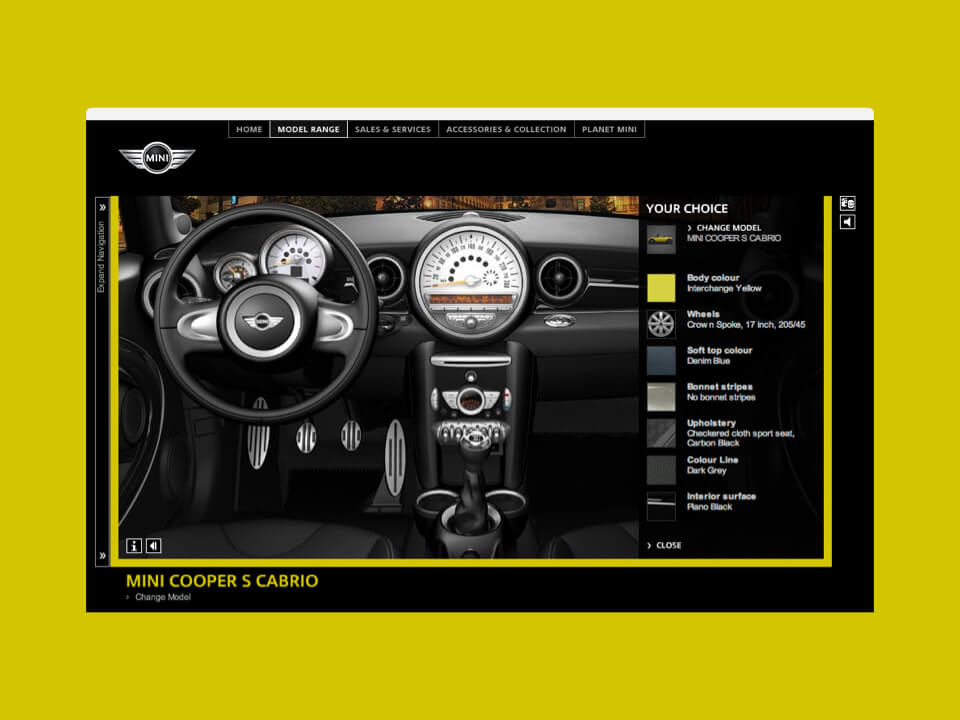 HOME
MODEL RANGE
SALES & SERVICES
ACCESSORIES & COLLECTION
PLANET MINI
MINI
»
Expand Navigation
»
YOUR CHOICE
› CHANGE MODEL
MINI COOPER S CABRIO
Body colour
Interchange Yellow
Wheels
Crown Spoke, 17 inch, 205/45
Soft top colour
Denim Blue
Bonnet stripes
No bonnet stripes
Upholstery
Checkered cloth sport seat,
Carbon Black
Colour Line
Dark Grey
Interior surface
Piano Black
› CLOSE
MINI
i
MINI COOPER S CABRIO
› Change Model